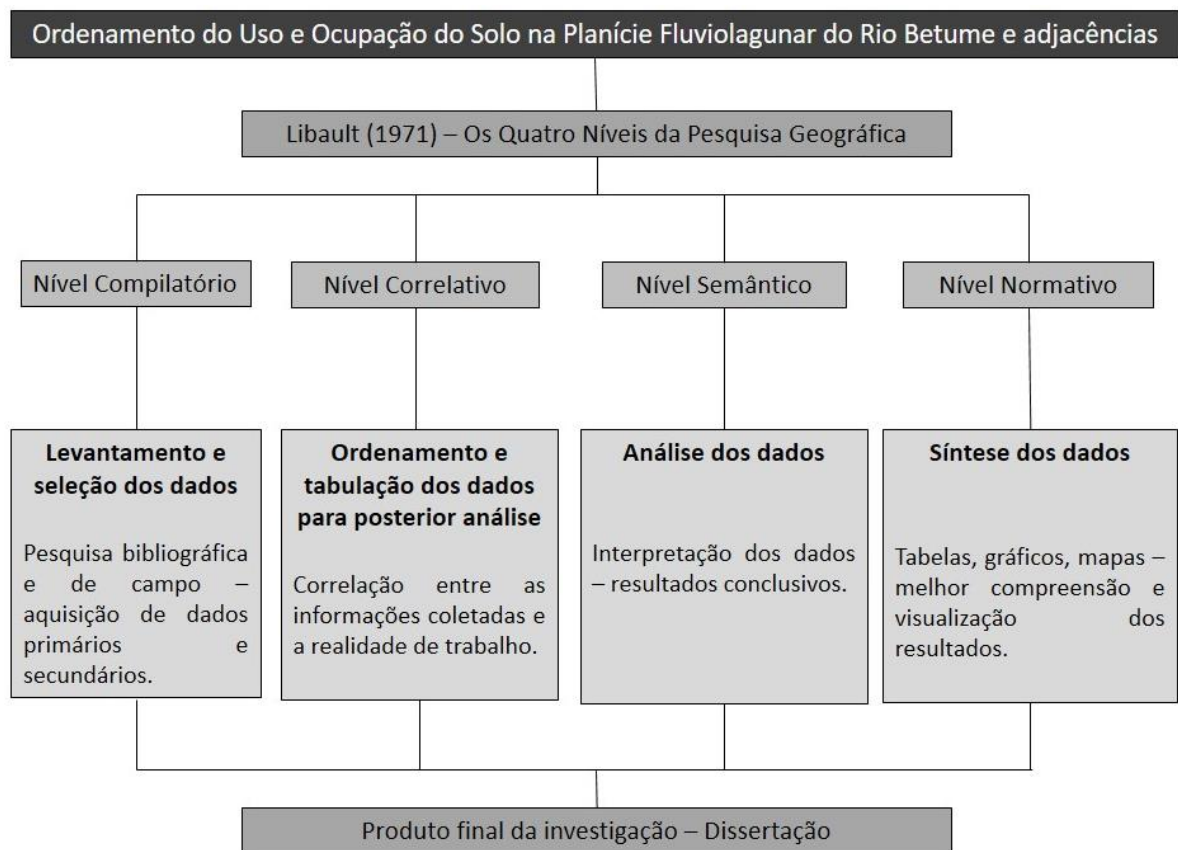 Ordenamento do Uso e Ocupação do Solo na Planície Fluviolagunar do Rio Betume e adjacências
Libault (1971) – Os Quatro Níveis da Pesquisa Geográfica
Nível Compilatório
Nível Correlativo
Nível Semântico
Nível Normativo
Levantamento e
seleção dos dados
Pesquisa bibliográfica
e de campo –
aquisição de dados
primários e
secundários.
Ordenamento e
tabulação dos dados
para posterior análise
Correlação entre as
informações coletadas e
a realidade de trabalho.
Análise dos dados
Interpretação dos dados
– resultados conclusivos.
Síntese dos dados
Tabelas, gráficos, mapas –
melhor compreensão e
visualização dos
resultados.
Produto final da investigação – Dissertação